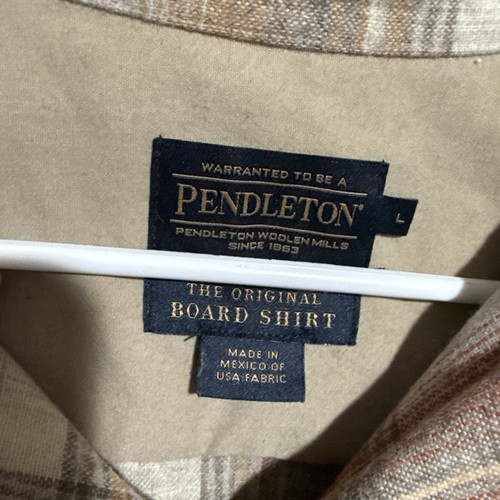 WARRANTED TO BE A
PENDLETON®
L
PENDLETON WOOLEN MILLS
SINCE 1863
THE ORIGINAL
BOARD SHIRT
MADE IN
MEXICO OF
USA FABRIC